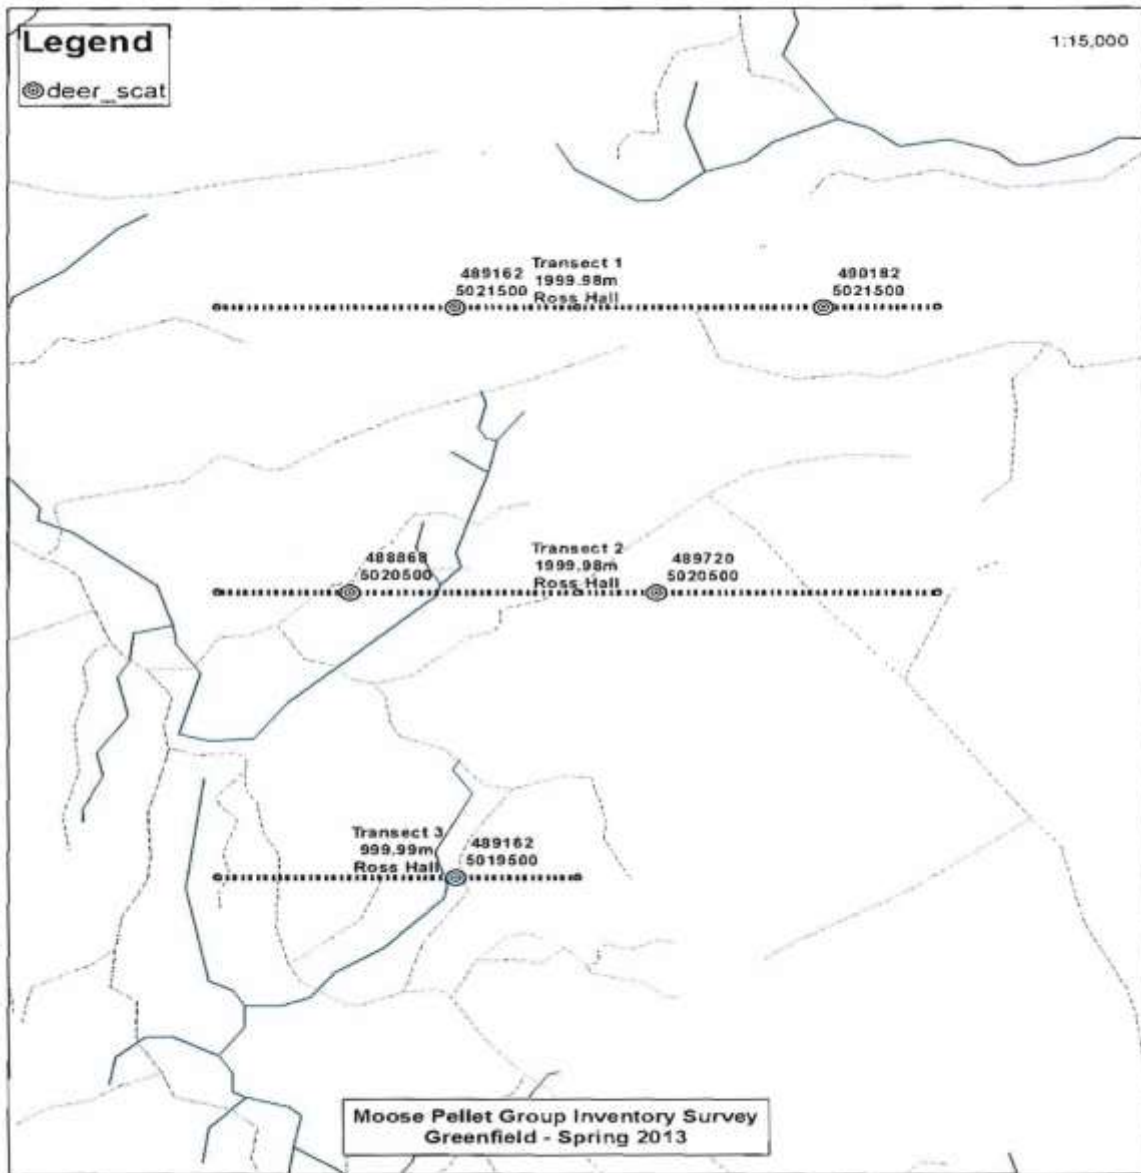 Legend
deer_scat
1:15,000
Transect 1
1999.98m
Ross Hall
489162
5021500
490182
5021500
Transect 2
1999.98m
Ross Hall
488868
5020500
489720
5020500
Transect 3
999.99m
Ross Hall
489162
5019500
Moose Pellet Group Inventory Survey
Greenfield - Spring 2013